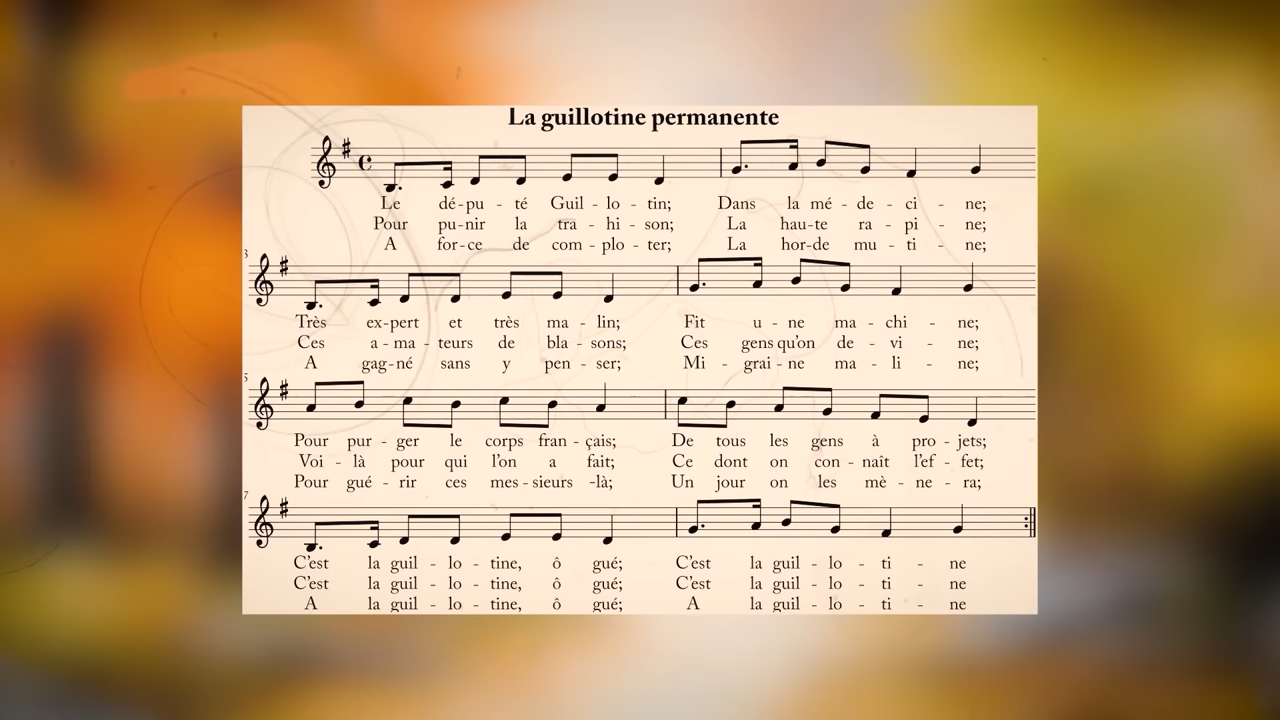 La guillotine permanente
Le dé-pu - té Guil - lo - tin; Dans la mé - de - ci - ne;
Pour pu-nir la tra - hi - son; La hau-te ra - pi - ne;
A for-ce de com - plo - ter; La hor-de mu - ti - ne;
3
Très ex-pert et très ma - lin; Fit u - ne ma - chi - ne;
Ces a - ma - teurs de bla - sons; Ces gens qu'on de - vi - ne;
A gag-né sans y pen - ser; Mi - grai - ne ma - li - ne;
5
Pour pur - ger le corps fran - çais; De tous les gens à pro - jets;
Voi - là pour qui l'on a fait; Ce dont on con - naît l'ef - fet;
Pour gué - rir ces mes - sieurs -là; Un jour on les mè - ne - ra;
7
C'est la guil - lo - tine, ô gué; C'est la guil - lo - ti - ne
C'est la guil - lo - tine, ô gué; C'est la guil - lo - ti - ne
A la guil - lo - tine, ô gué; A la guil - lo - ti - ne